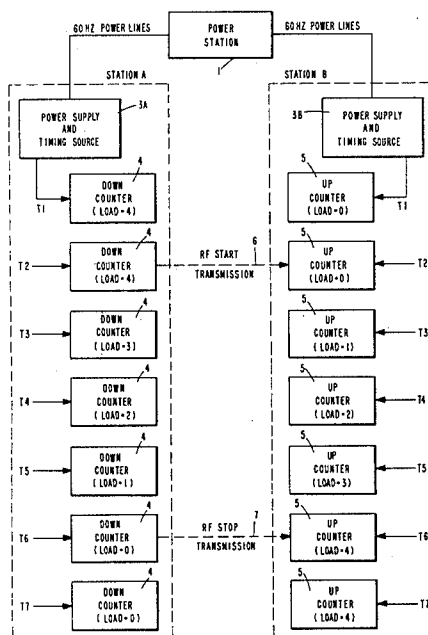 60 HZ POWER LINES
POWER
STATION
60 HZ POWER LINES
1
STATION A
STATION B
3A
POWER SUPPLY
AND
TIMING SOURCE
3B
POWER SUPPLY
AND
TIMING SOURCE
T1
4
DOWN
COUNTER
(LOAD=4)
5
UP
COUNTER
(LOAD=0)
T1
T2
4
DOWN
COUNTER
(LOAD=4)
RF START
TRANSMISSION
6
5
UP
COUNTER
(LOAD=0)
T2
T3
4
DOWN
COUNTER
(LOAD=3)
5
UP
COUNTER
(LOAD=1)
T3
T4
4
DOWN
COUNTER
(LOAD=2)
5
UP
COUNTER
(LOAD=2)
T4
T5
4
DOWN
COUNTER
(LOAD=1)
5
UP
COUNTER
(LOAD=3)
T5
T6
4
DOWN
COUNTER
(LOAD=0)
RF STOP
TRANSMISSION
7
5
UP
COUNTER
(LOAD=4)
T6
T7
4
DOWN
COUNTER
(LOAD=0)
5
UP
COUNTER
(LOAD=4)
T7